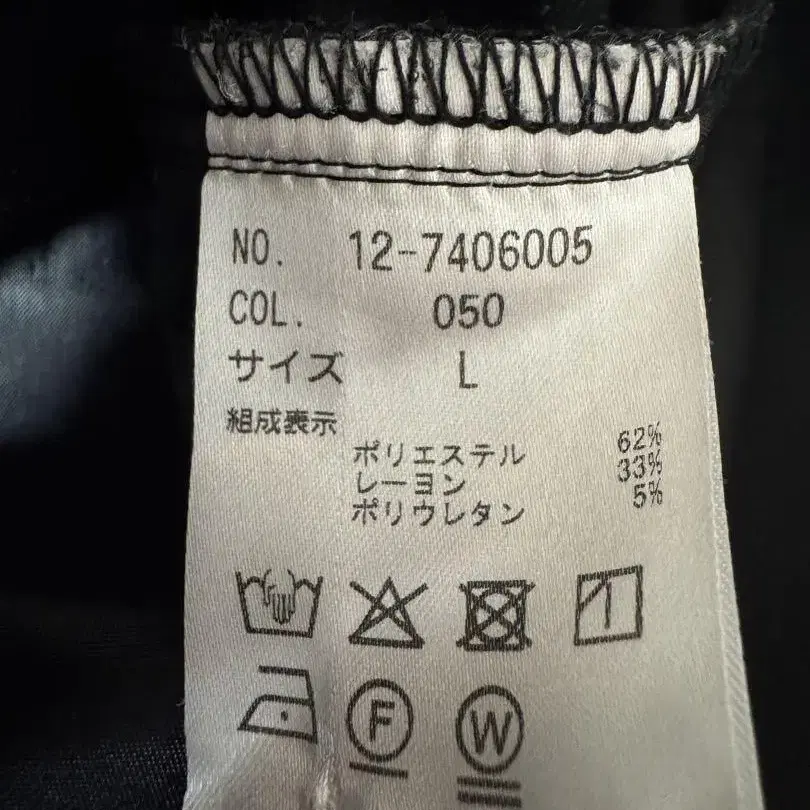 NO. 12-7406005
COL. 050
サイズ L
組成表示
ポリエステル 62%
レーヨン 33%
ポリウレタン 5%
F W